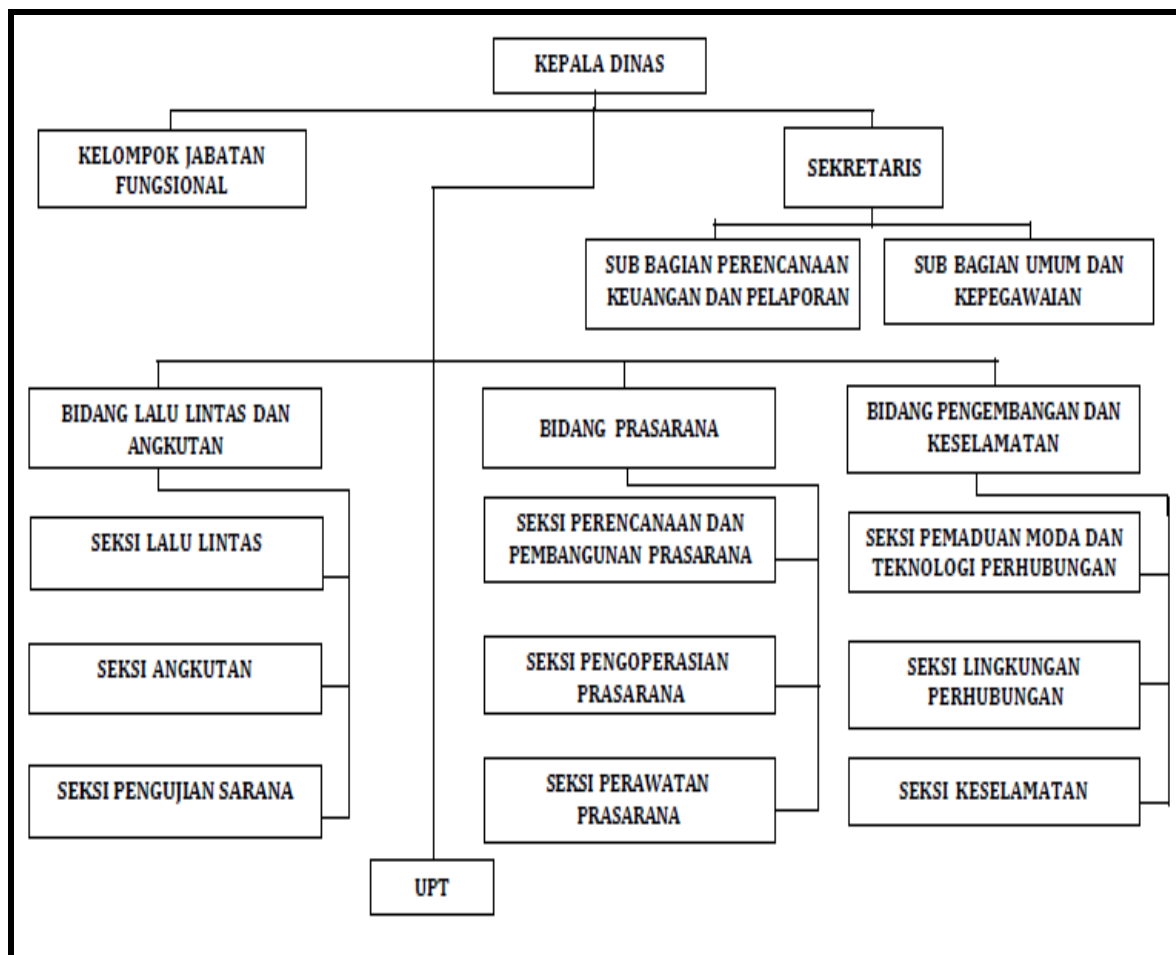 KEPALA DINAS
KELOMPOK JABATAN
FUNGSIONAL
SEKRETARIS
SUB BAGIAN PERENCANAAN
KEUANGAN DAN PELAPORAN
SUB BAGIAN UMUM DAN
KEPEGAWAIAN
BIDANG LALU LINTAS DAN
ANGKUTAN
BIDANG PRASARANA
BIDANG PENGEMBANGAN DAN
KESELAMATAN
SEKSI LALU LINTAS
SEKSI PERENCANAAN DAN
PEMBANGUNAN PRASARANA
SEKSI PEMADUAN MODA DAN
TEKNOLOGI PERHUBUNGAN
SEKSI ANGKUTAN
SEKSI PENGOPERASIAN
PRASARANA
SEKSI LINGKUNGAN
PERHUBUNGAN
SEKSI PENGUJIAN SARANA
SEKSI PERAWATAN
PRASARANA
SEKSI KESELAMATAN
UPT